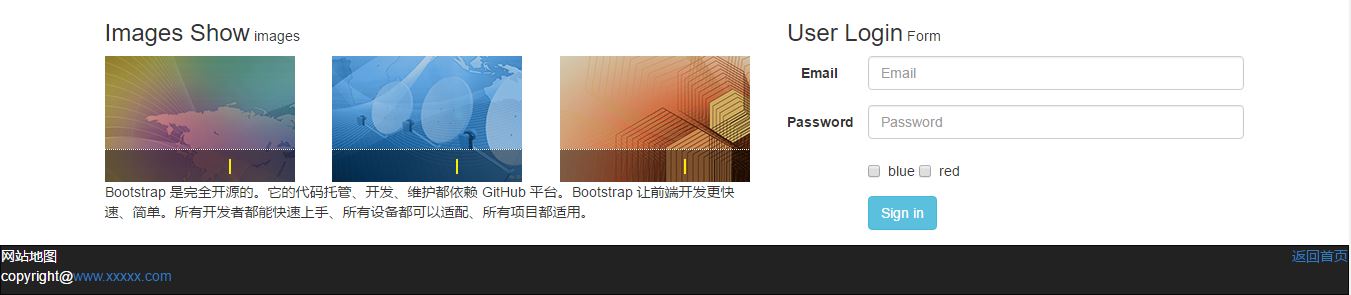 Images Show images
Bootstrap 是完全开源的。它的代码托管、开发、维护都依赖 GitHub 平台。Bootstrap 让前端开发更快
速、简单。所有开发者都能快速上手、所有设备都可以适配、所有项目都适用。
User Login Form
Email Email
Password Password
blue red
Sign in
网站地图 返回首页
copyright@www.xxxxx.com